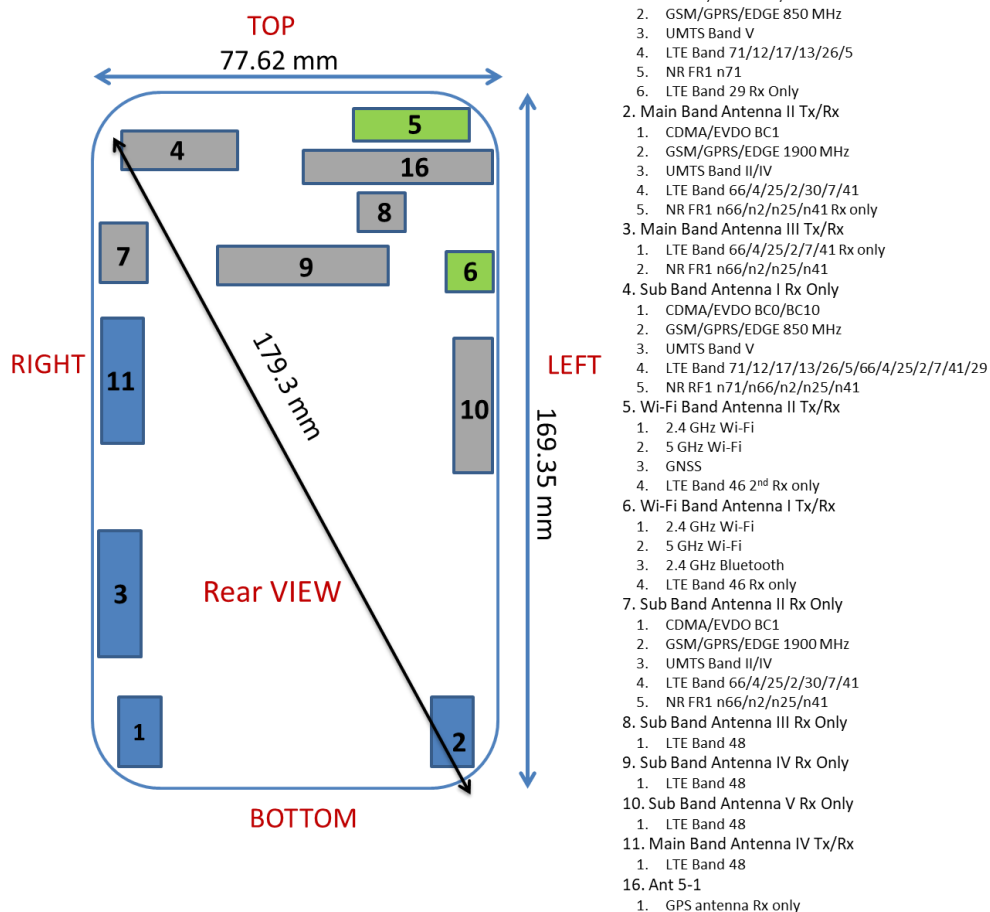 TOP
77.62 mm
5
4
16
8
7
9
6
179.3 mm
RIGHT
LEFT
11
10
169.35 mm
3
Rear VIEW
1
2
BOTTOM
2. GSM/GPRS/EDGE 850 MHz
3. UMTS Band V
4. LTE Band 71/12/17/13/26/5
5. NR FR1 n71
6. LTE Band 29 Rx Only
2. Main Band Antenna II Tx/Rx
1. CDMA/EVDO BC1
2. GSM/GPRS/EDGE 1900 MHz
3. UMTS Band II/IV
4. LTE Band 66/4/25/2/30/7/41
5. NR FR1 n66/n2/n25/n41 Rx only
3. Main Band Antenna III Tx/Rx
1. LTE Band 66/4/25/2/7/41 Rx only
2. NR FR1 n66/n2/n25/n41
4. Sub Band Antenna I Rx Only
1. CDMA/EVDO BC0/BC10
2. GSM/GPRS/EDGE 850 MHz
3. UMTS Band V
4. LTE Band 71/12/17/13/26/5/66/4/25/2/7/41/29
5. NR RF1 n71/n66/n2/n25/n41
5. Wi-Fi Band Antenna II Tx/Rx
1. 2.4 GHz Wi-Fi
2. 5 GHz Wi-Fi
3. GNSS
4. LTE Band 46 2nd Rx only
6. Wi-Fi Band Antenna I Tx/Rx
1. 2.4 GHz Wi-Fi
2. 5 GHz Wi-Fi
3. 2.4 GHz Bluetooth
4. LTE Band 46 Rx only
7. Sub Band Antenna II Rx Only
1. CDMA/EVDO BC1
2. GSM/GPRS/EDGE 1900 MHz
3. UMTS Band II/IV
4. LTE Band 66/4/25/2/30/7/41
5. NR FR1 n66/n2/n25/n41
8. Sub Band Antenna III Rx Only
1. LTE Band 48
9. Sub Band Antenna IV Rx Only
1. LTE Band 48
10. Sub Band Antenna V Rx Only
1. LTE Band 48
11. Main Band Antenna IV Tx/Rx
1. LTE Band 48
16. Ant 5-1
1. GPS antenna Rx only